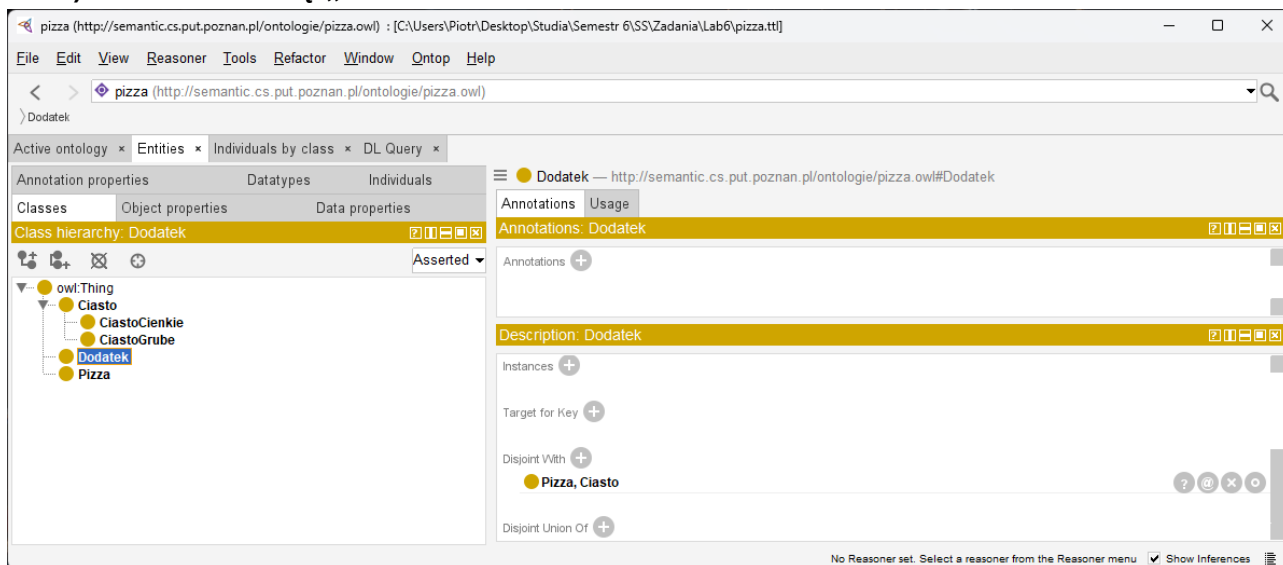 pizza (http://semantic.cs.put.poznan.pl/ontologie/pizza.owl) : [C:\Users\Piotr\Desktop\Studia\Semestr 6\SS\Zadania\Lab6\pizza.ttl]
File Edit View Reasoner Tools Refactor Window Ontop Help
pizza (http://semantic.cs.put.poznan.pl/ontologie/pizza.owl)
Dodatek
Active ontology × Entities × Individuals by class × DL Query ×
Annotation properties Datatypes Individuals
Classes Object properties Data properties
Class hierarchy: Dodatek
Asserted
owl:Thing
Ciasto
CiastoCienkie
CiastoGrube
Dodatek
Pizza
Dodatek — http://semantic.cs.put.poznan.pl/ontologie/pizza.owl#Dodatek
Annotations Usage
Annotations: Dodatek
Annotations
Description: Dodatek
Instances
Target for Key
Disjoint With
Pizza, Ciasto
Disjoint Union Of
No Reasoner set. Select a reasoner from the Reasoner menu Show Inferences